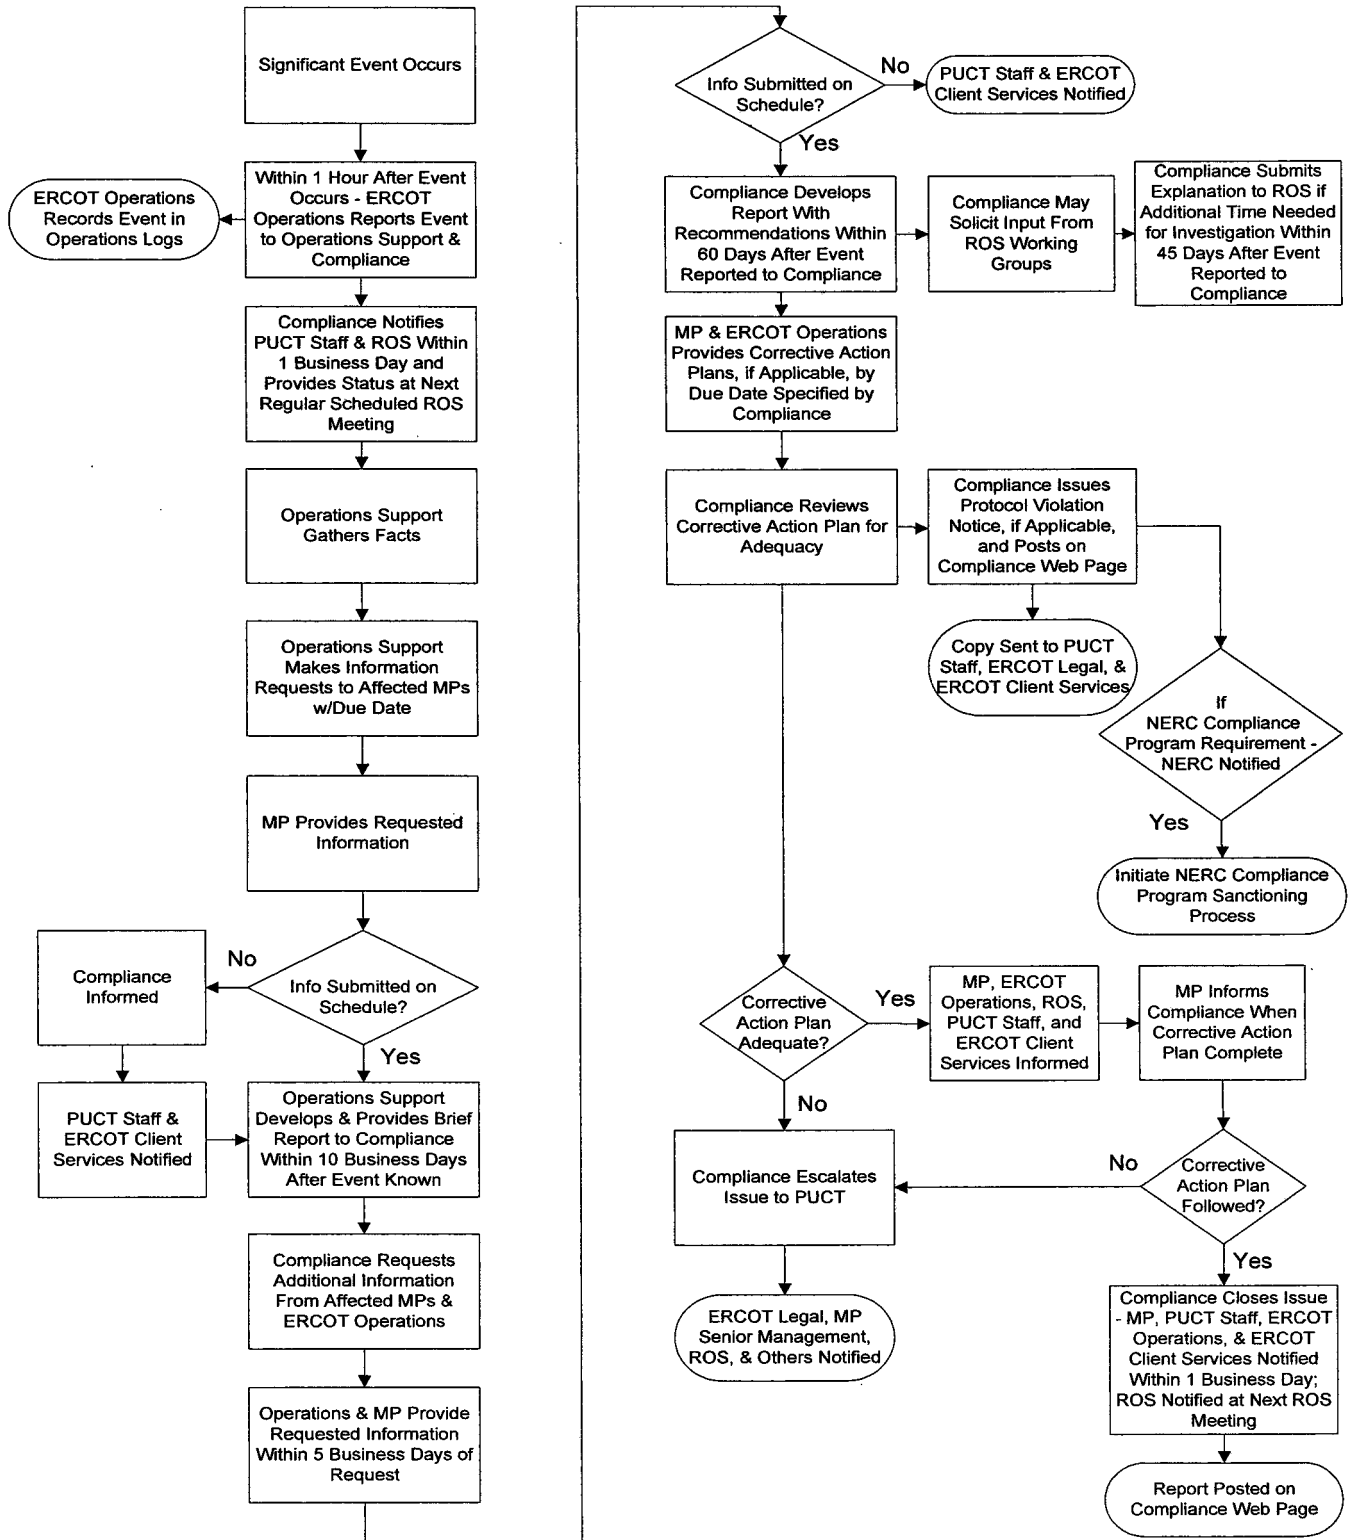 Significant Event Occurs
Within 1 Hour After Event
Occurs - ERCOT
Operations Reports Event
to Operations Support &
Compliance
ERCOT Operations
Records Event in
Operations Logs
Compliance Notifies
PUCT Staff & ROS Within
1 Business Day and
Provides Status at Next
Regular Scheduled ROS
Meeting
Operations Support
Gathers Facts
Operations Support
Makes Information
Requests to Affected MPs
w/Due Date
MP Provides Requested
Information
Info Submitted on
Schedule?
No
Compliance
Informed
PUCT Staff &
ERCOT Client
Services Notified
Yes
Operations Support
Develops & Provides Brief
Report to Compliance
Within 10 Business Days
After Event Known
Compliance Requests
Additional Information
From Affected MPs &
ERCOT Operations
Operations & MP Provide
Requested Information
Within 5 Business Days of
Request
Info Submitted on
Schedule?
No
PUCT Staff & ERCOT
Client Services Notified
Yes
Compliance Develops
Report With
Recommendations Within
60 Days After Event
Reported to Compliance
Compliance May
Solicit Input From
ROS Working
Groups
Compliance Submits
Explanation to ROS if
Additional Time Needed
for Investigation Within
45 Days After Event
Reported to
Compliance
MP & ERCOT Operations
Provides Corrective Action
Plans, if Applicable, by
Due Date Specified by
Compliance
Compliance Reviews
Corrective Action Plan for
Adequacy
Compliance Issues
Protocol Violation
Notice, if Applicable,
and Posts on
Compliance Web Page
Copy Sent to PUCT
Staff, ERCOT Legal, &
ERCOT Client Services
If
NERC Compliance
Program Requirement -
NERC Notified
Yes
Initiate NERC Compliance
Program Sanctioning
Process
Corrective
Action Plan
Adequate?
Yes
MP, ERCOT
Operations, ROS,
PUCT Staff, and
ERCOT Client
Services Informed
MP Informs
Compliance When
Corrective Action
Plan Complete
No
Compliance Escalates
Issue to PUCT
No
Corrective
Action Plan
Followed?
Yes
ERCOT Legal, MP
Senior Management,
ROS, & Others Notified
Compliance Closes Issue
- MP, PUCT Staff, ERCOT
Operations, & ERCOT
Client Services Notified
Within 1 Business Day;
ROS Notified at Next ROS
Meeting
Report Posted on
Compliance Web Page